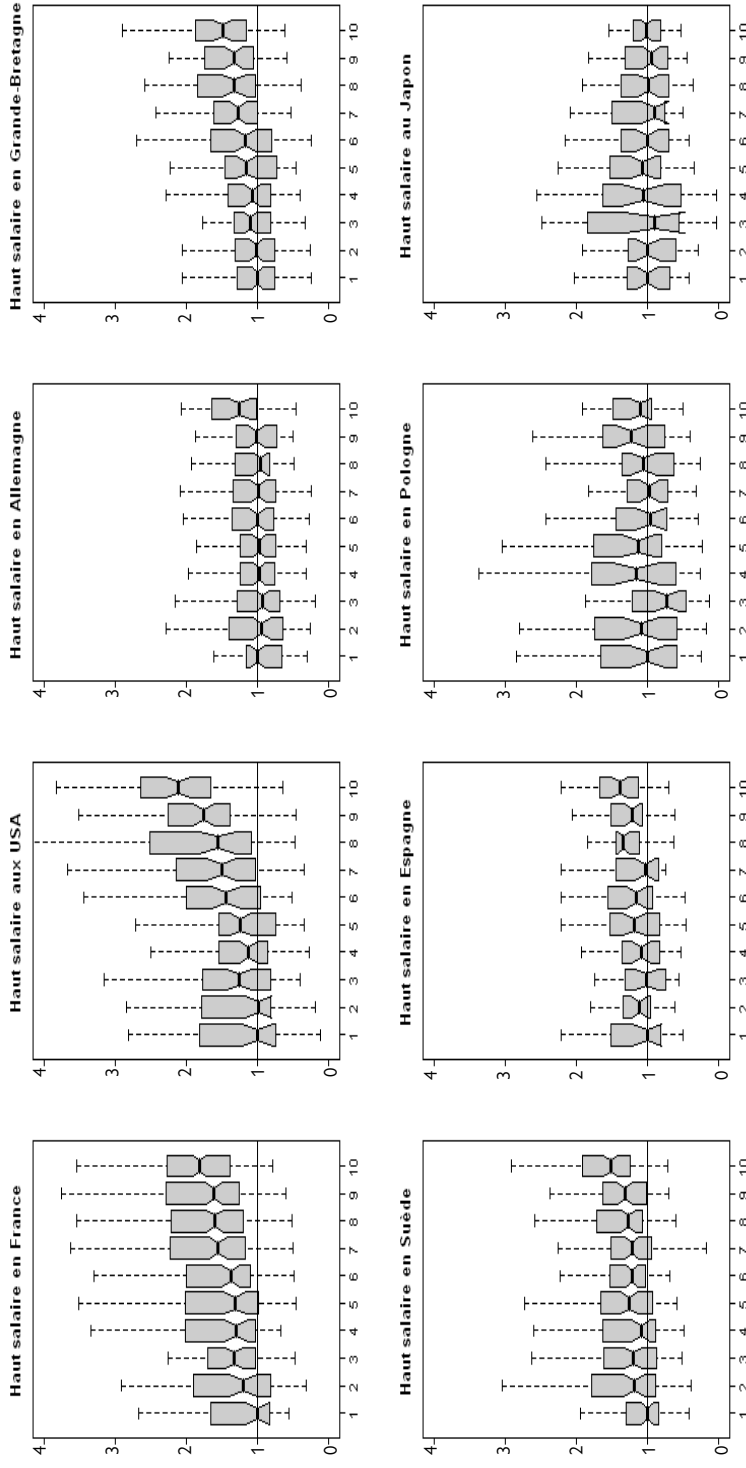 Haut salaire en France
4
3
2
1
0
1 2 3 4 5 6 7 8 9 10
Haut salaire aux USA
4
3
2
1
0
1 2 3 4 5 6 7 8 9 10
Haut salaire en Allemagne
4
3
2
1
0
1 2 3 4 5 6 7 8 9 10
Haut salaire en Grande-Bretagne
4
3
2
1
0
1 2 3 4 5 6 7 8 9 10
Haut salaire en Suède
4
3
2
1
0
1 2 3 4 5 6 7 8 9 10
Haut salaire en Espagne
4
3
2
1
0
1 2 3 4 5 6 7 8 9 10
Haut salaire en Pologne
4
3
2
1
0
1 2 3 4 5 6 7 8 9 10
Haut salaire au Japon
4
3
2
1
0
1 2 3 4 5 6 7 8 9 10